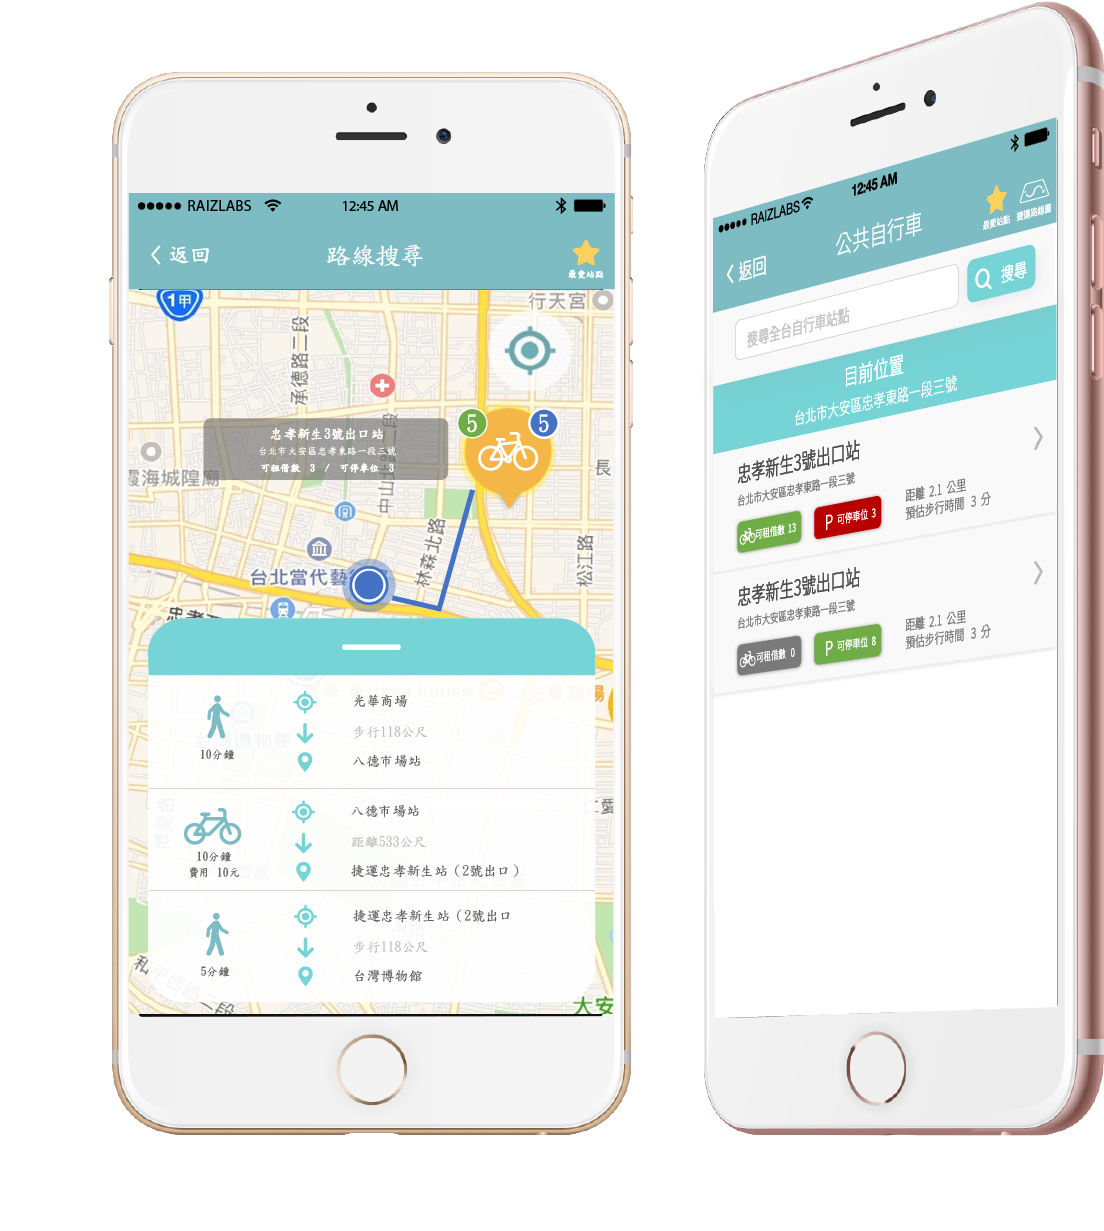 RAIZLABS
12:45 AM
返回
路線搜尋
最愛站點
1甲
行天宮
承德路二段
5
5
忠孝新生3號出口站
台北市大安區忠孝東路一段三號
可租借數 3 / 可停車位 3
長
霞海城隍廟
中山北路二段
林森北路
松江路
台北當代藝
光華商場
步行118公尺
八德市場站
10分鐘
八德市場站
距離533公尺
捷運忠孝新生站（2號出口）
10分鐘
費用 10元
捷運忠孝新生站（2號出口
步行118公尺
台灣博物館
5分鐘
大安
RAIZLABS
12:45 AM
返回
公共自行車
最愛站點
捷運路線圖
搜尋全台自行車站點
搜尋
目前位置
台北市大安區忠孝東路一段三號
忠孝新生3號出口站
台北市大安區忠孝東路一段三號
可租借數 13
P 可停車位 3
距離 2.1 公里
預估步行時間 3 分
忠孝新生3號出口站
台北市大安區忠孝東路一段三號
可租借數 0
P 可停車位 8
距離 2.1 公里
預估步行時間 3 分